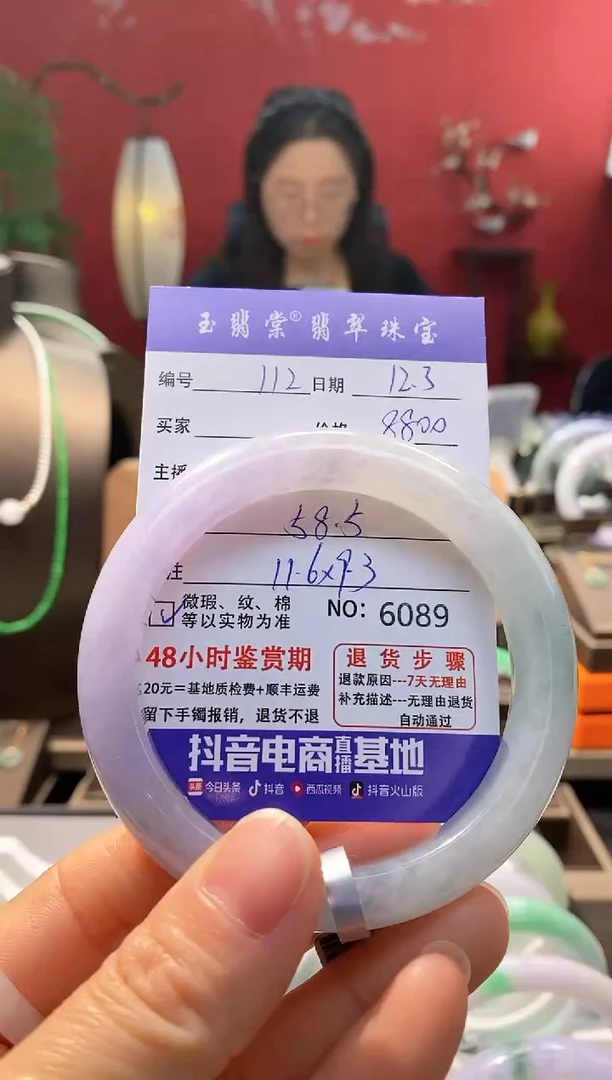 玉翡棠®翡翠珠宝
编号 112 日期 12.3
买家 价格 8800
主播
58.5
注 11.6x9.3
微瑕、纹、棉
等以实物为准
NO: 6089
48小时鉴赏期
20元=基地质检费+顺丰运费
留下手镯报销，退货不退
退货步骤
退款原因---7天无理由
补充描述---无理由退货
自动通过
抖音电商直播基地
头条 今日头条 抖音 西瓜视频 抖音火山版